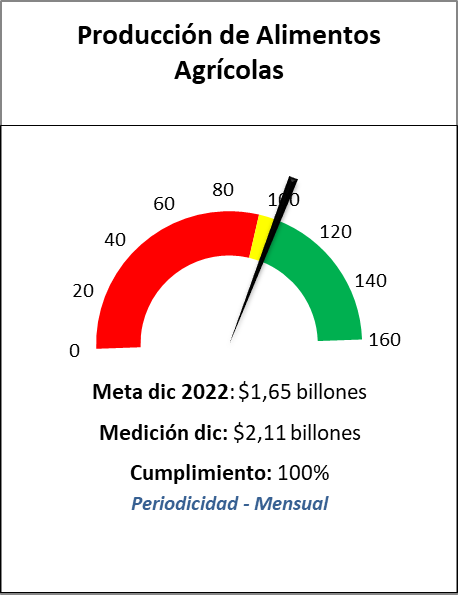 Producción de Alimentos
Agrícolas
0
20
40
60
80
100
120
140
160
Meta dic 2022: $1,65 billones
Medición dic: $2,11 billones
Cumplimiento: 100%
Periodicidad - Mensual